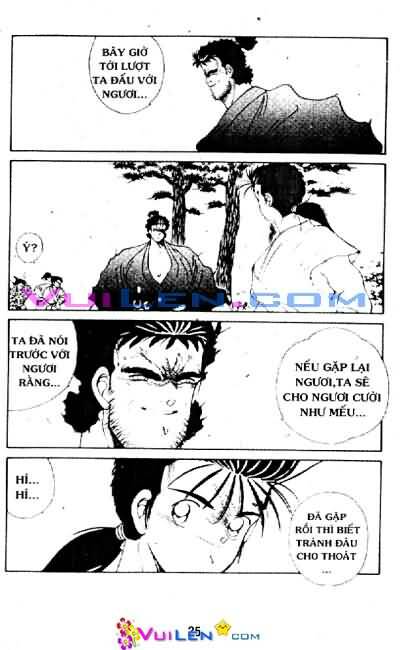 BÂY GIỜ
TỚI LƯỢT
TA ĐẤU VỚI
NGƯƠI...
Ý?
VUILEN.COM
TA ĐÃ NÓI
TRƯỚC VỚI
NGƯƠI
RẰNG...
NẾU GẶP LẠI
NGƯƠI,TA SẼ
CHO NGƯƠI CƯỜI
NHƯ MẾU...
HỈ...
HỈ...
ĐÃ GẶP
RỒI THÌ BIẾT
TRÁNH ĐÂU
CHO THOÁT
...
25
VUILEN.COM